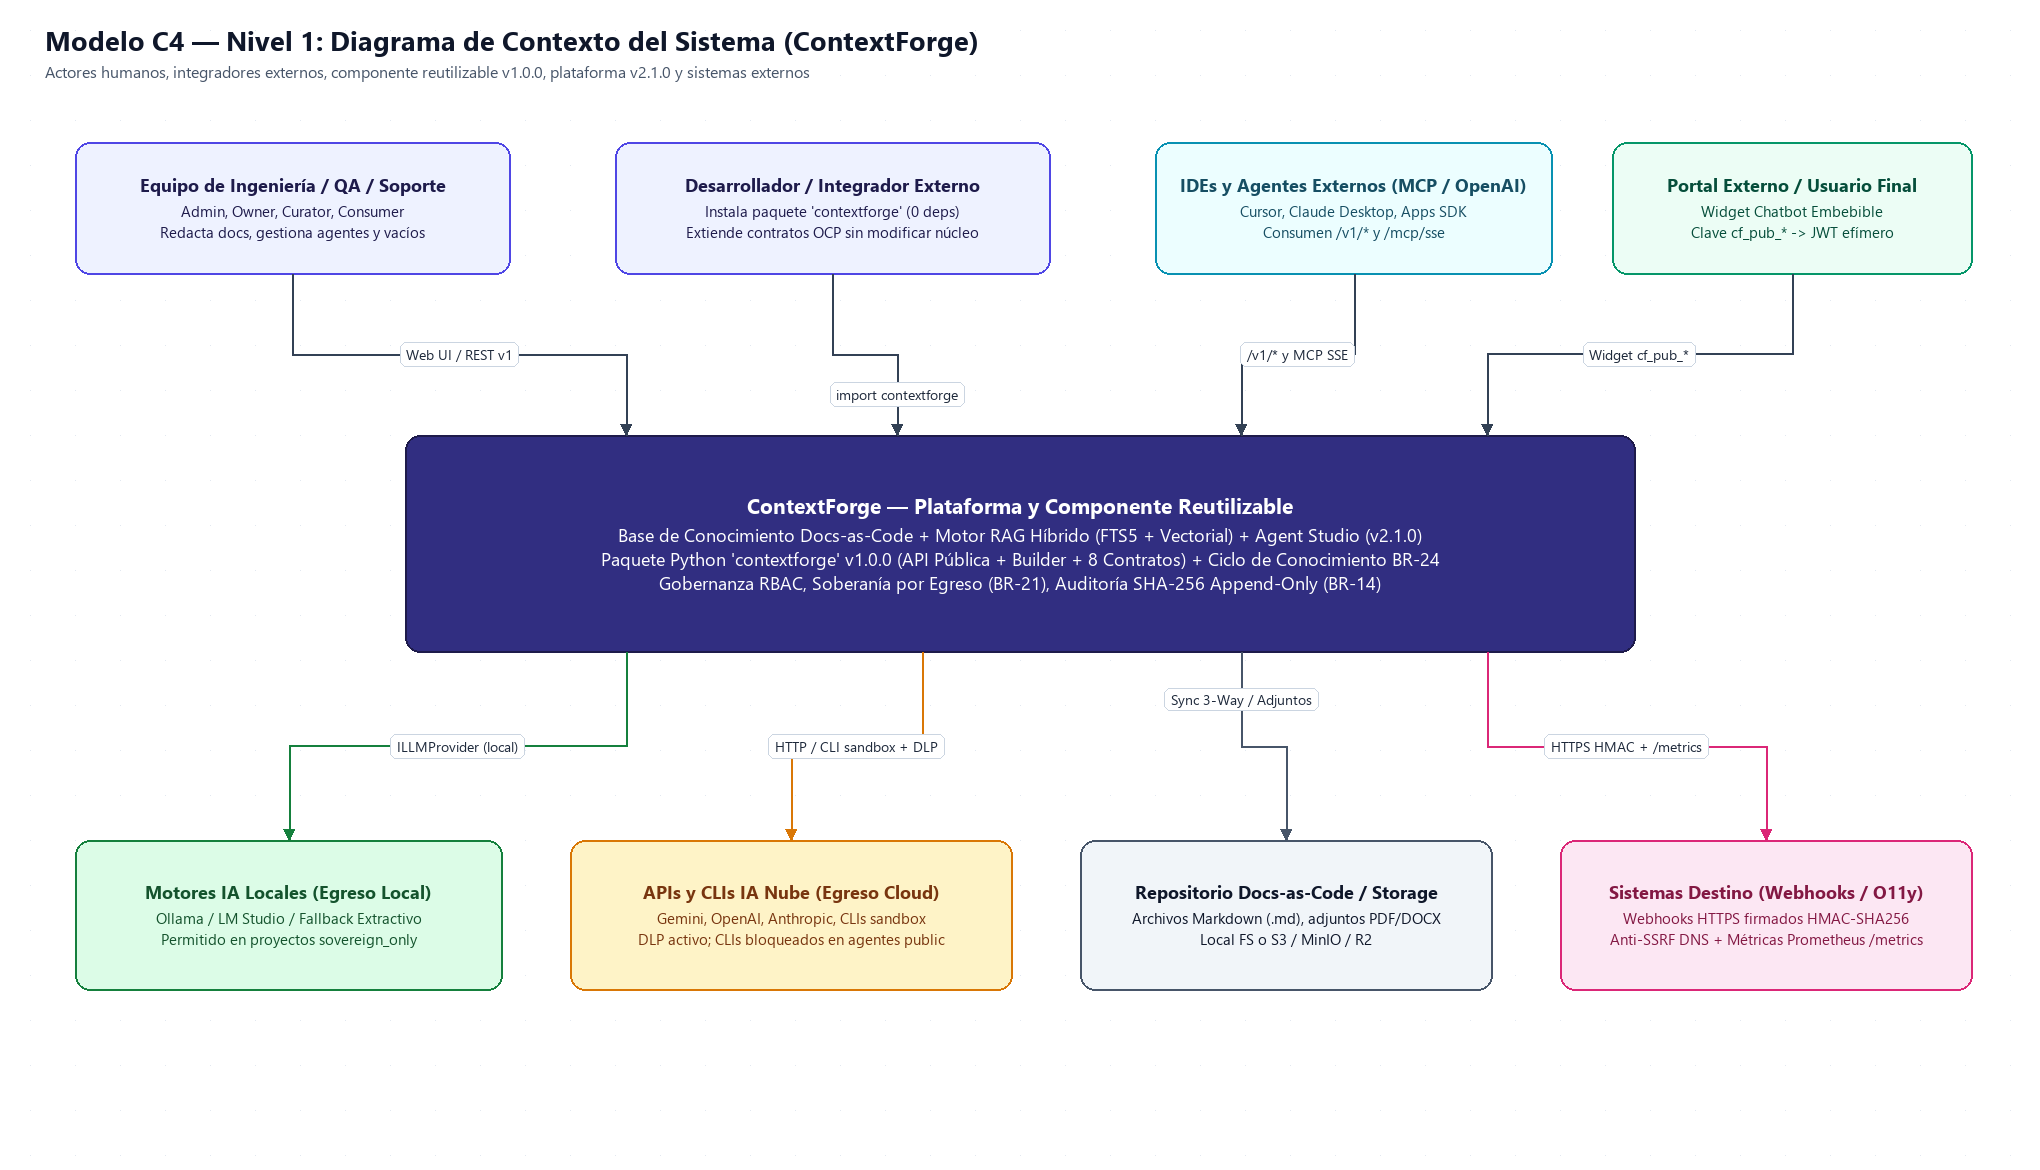 Modelo C4 — Nivel 1: Diagrama de Contexto del Sistema (ContextForge)
Actores humanos, integradores externos, componente reutilizable v1.0.0, plataforma v2.1.0 y sistemas externos
Equipo de Ingeniería / QA / Soporte
Admin, Owner, Curator, Consumer
Redacta docs, gestiona agentes y vacíos
Desarrollador / Integrador Externo
Instala paquete 'contextforge' (0 deps)
Extiende contratos OCP sin modificar núcleo
IDEs y Agentes Externos (MCP / OpenAI)
Cursor, Claude Desktop, Apps SDK
Consumen /v1/* y /mcp/sse
Portal Externo / Usuario Final
Widget Chatbot Embebible
Clave cf_pub_* -> JWT efímero
Web UI / REST v1
import contextforge
/v1/* y MCP SSE
Widget cf_pub_*
ContextForge — Plataforma y Componente Reutilizable
Base de Conocimiento Docs-as-Code + Motor RAG Híbrido (FTS5 + Vectorial) + Agent Studio (v2.1.0)
Paquete Python 'contextforge' v1.0.0 (API Pública + Builder + 8 Contratos) + Ciclo de Conocimiento BR-24
Gobernanza RBAC, Soberanía por Egreso (BR-21), Auditoría SHA-256 Append-Only (BR-14)
ILLMProvider (local)
HTTP / CLI sandbox + DLP
Sync 3-Way / Adjuntos
HTTPS HMAC + /metrics
Motores IA Locales (Egreso Local)
Ollama / LM Studio / Fallback Extractivo
Permitido en proyectos sovereign_only
APIs y CLIs IA Nube (Egreso Cloud)
Gemini, OpenAI, Anthropic, CLIs sandbox
DLP activo; CLIs bloqueados en agentes public
Repositorio Docs-as-Code / Storage
Archivos Markdown (.md), adjuntos PDF/DOCX
Local FS o S3 / MinIO / R2
Sistemas Destino (Webhooks / O11y)
Webhooks HTTPS firmados HMAC-SHA256
Anti-SSRF DNS + Métricas Prometheus /metrics